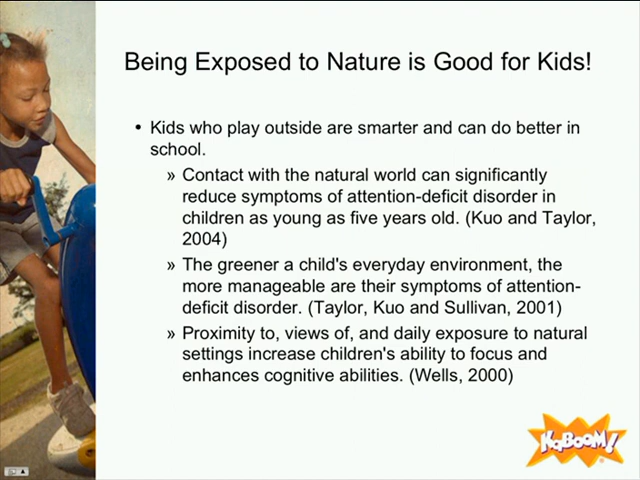 Being Exposed to Nature is Good for Kids!
• Kids who play outside are smarter and can do better in
school.
» Contact with the natural world can significantly
reduce symptoms of attention-deficit disorder in
children as young as five years old. (Kuo and Taylor,
2004)
» The greener a child's everyday environment, the
more manageable are their symptoms of attention-
deficit disorder. (Taylor, Kuo and Sullivan, 2001)
» Proximity to, views of, and daily exposure to natural
settings increase children's ability to focus and
enhances cognitive abilities. (Wells, 2000)
KaBOOM!